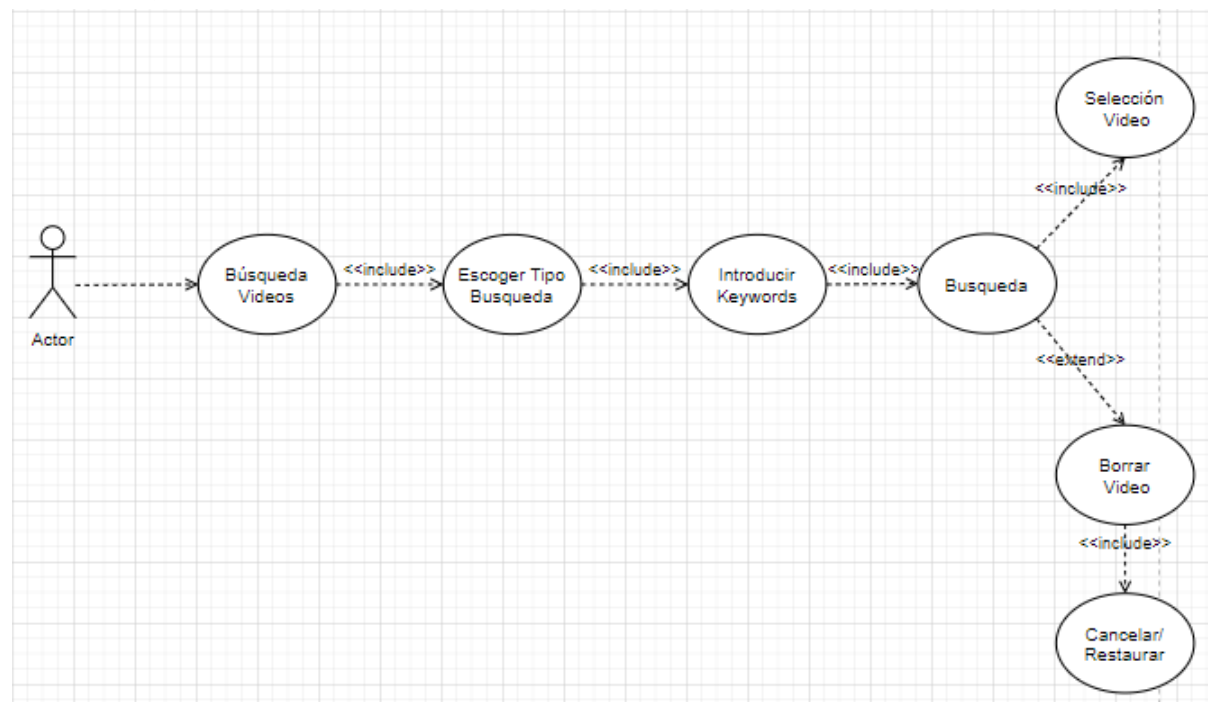 Selección
Video
<<include>>
Actor
Búsqueda
Videos
<<include>>
Escoger Tipo
Busqueda
<<include>>
Introducir
Keywords
<<include>>
Busqueda
<<extend>>
Borrar
Video
<<include>>
Cancelar/
Restaurar